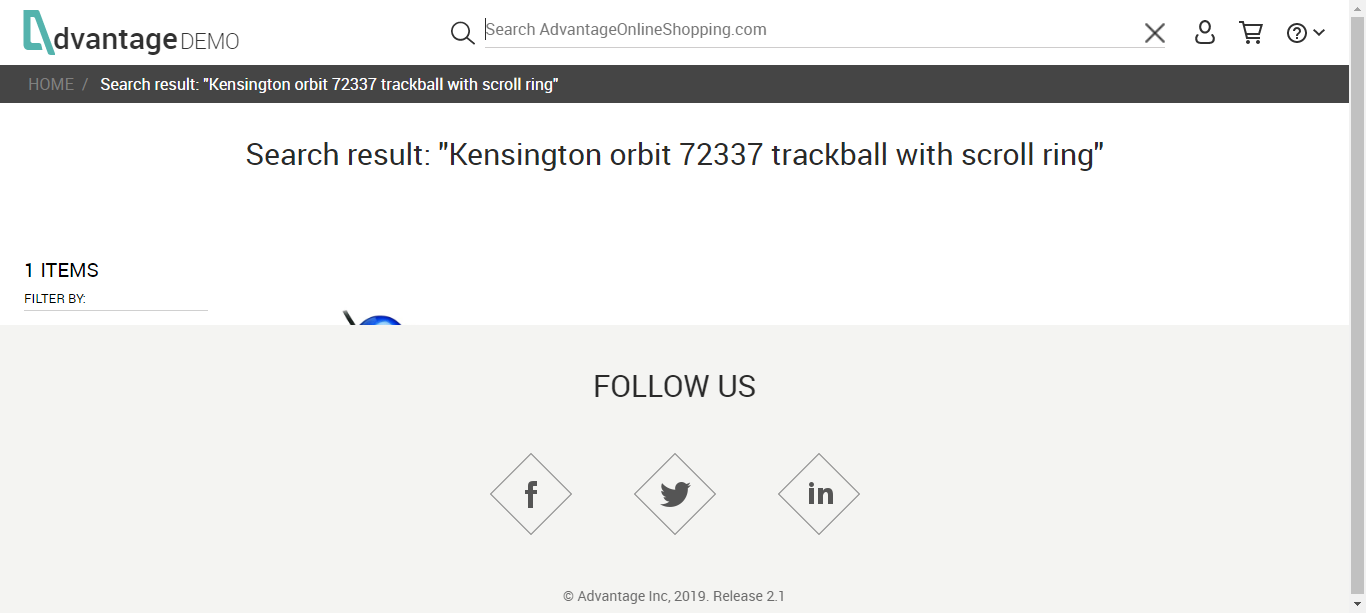 dvantage DEMO
Search AdvantageOnlineShopping.com
HOME / Search result: "Kensington orbit 72337 trackball with scroll ring"
Search result: "Kensington orbit 72337 trackball with scroll ring"
1 ITEMS
FILTER BY:
FOLLOW US
f
in
© Advantage Inc, 2019. Release 2.1